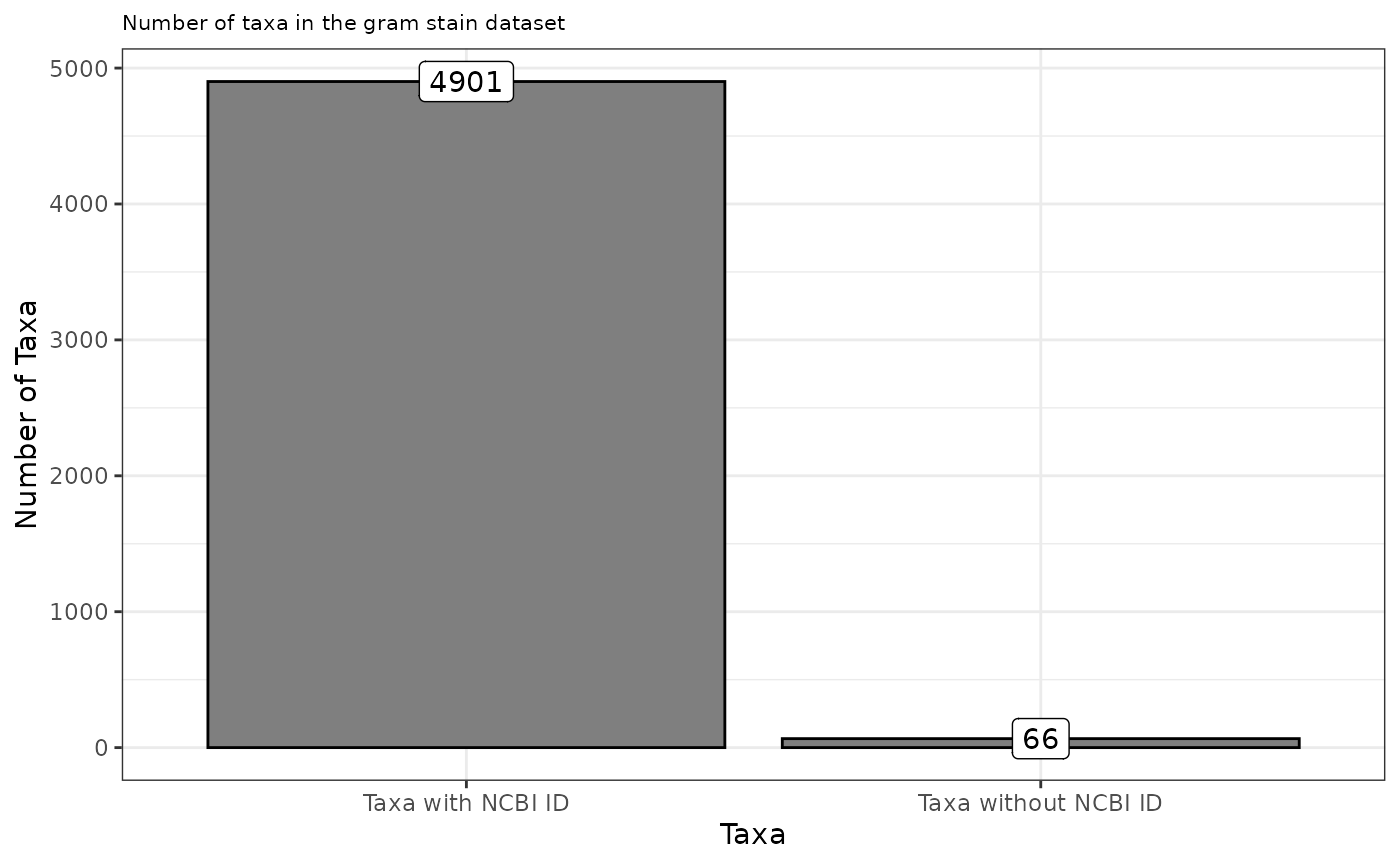 Number of taxa in the gram stain dataset
5000
4000
3000
2000
1000
0
Number of Taxa
4901
66
Taxa with NCBI ID
Taxa without NCBI ID
Taxa